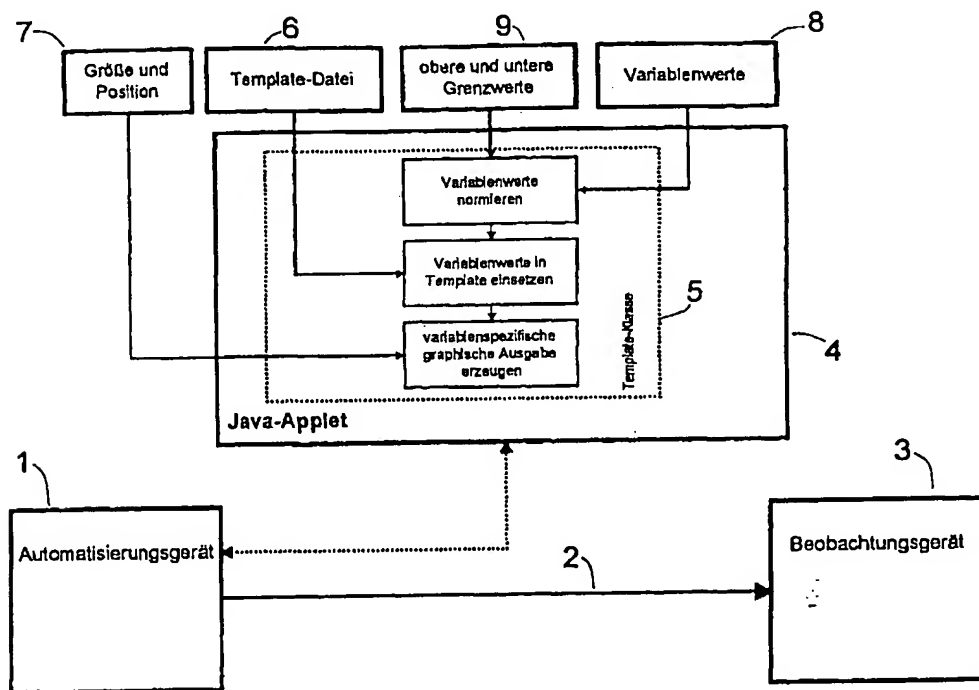 7
6
9
8
Größe und
Position
Template-Datei
obere und untere
Grenzwerte
Variablenwerte
Variablenwerte
normieren
Variablenwerte in
Template einsetzen
variablenspezifische
graphische Ausgabe
erzeugen
Template-Klasse
5
4
Java-Applet
1
3
Automatisierungsgerät
2
Beobachtungsgerät